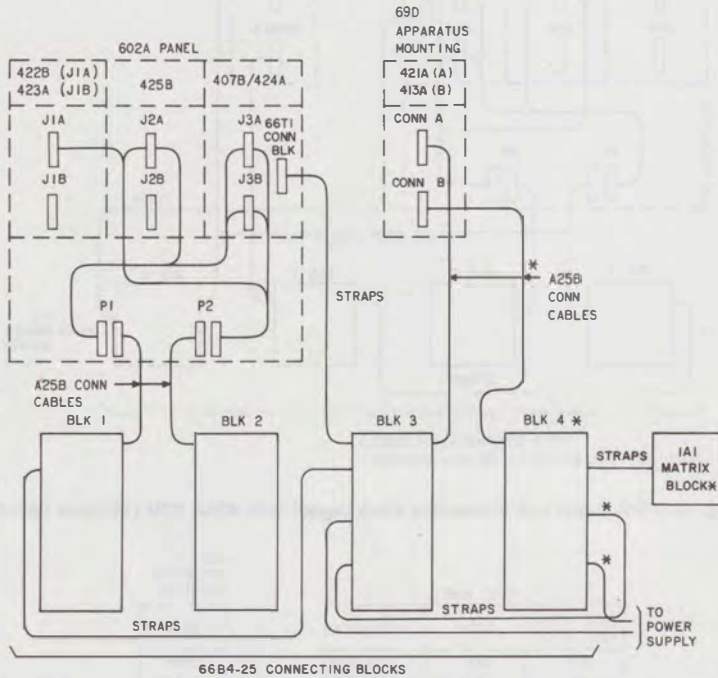 69D
APPARATUS
MOUNTING
602A PANEL
422B (J1A)
423A (J1B)
425B
407B/424A
421A (A)
413A (B)
J1A
J2A
J3A
66T1
CONN
BLK
CONN A
J1B
J2B
J3B
CONN B
STRAPS
*
A25B
CONN
CABLES
P1
P2
A25B CONN
CABLES
BLK 1
BLK 2
BLK 3
BLK 4 *
STRAPS
1A1
MATRIX
BLOCK*
*
*
STRAPS
STRAPS
TO
POWER
SUPPLY
66B4-25 CONNECTING BLOCKS